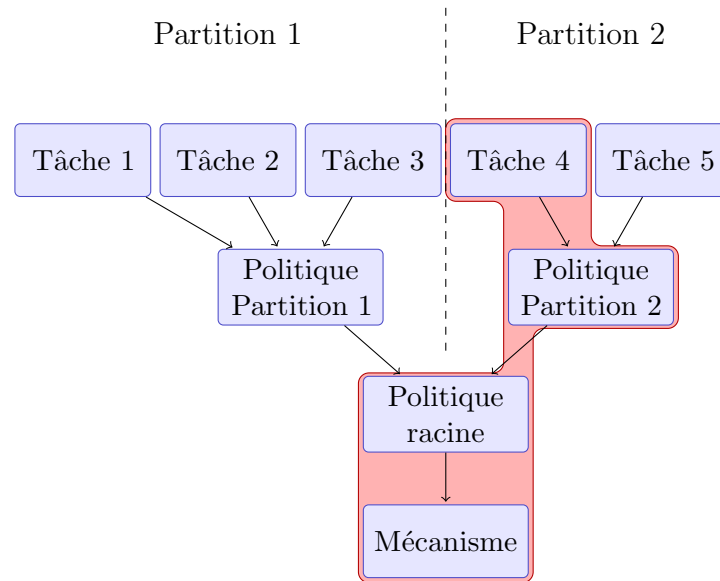 Partition 1
Partition 2
Tâche 1
Tâche 2
Tâche 3
Tâche 4
Tâche 5
Politique
Partition 1
Politique
Partition 2
Politique
racine
Mécanisme